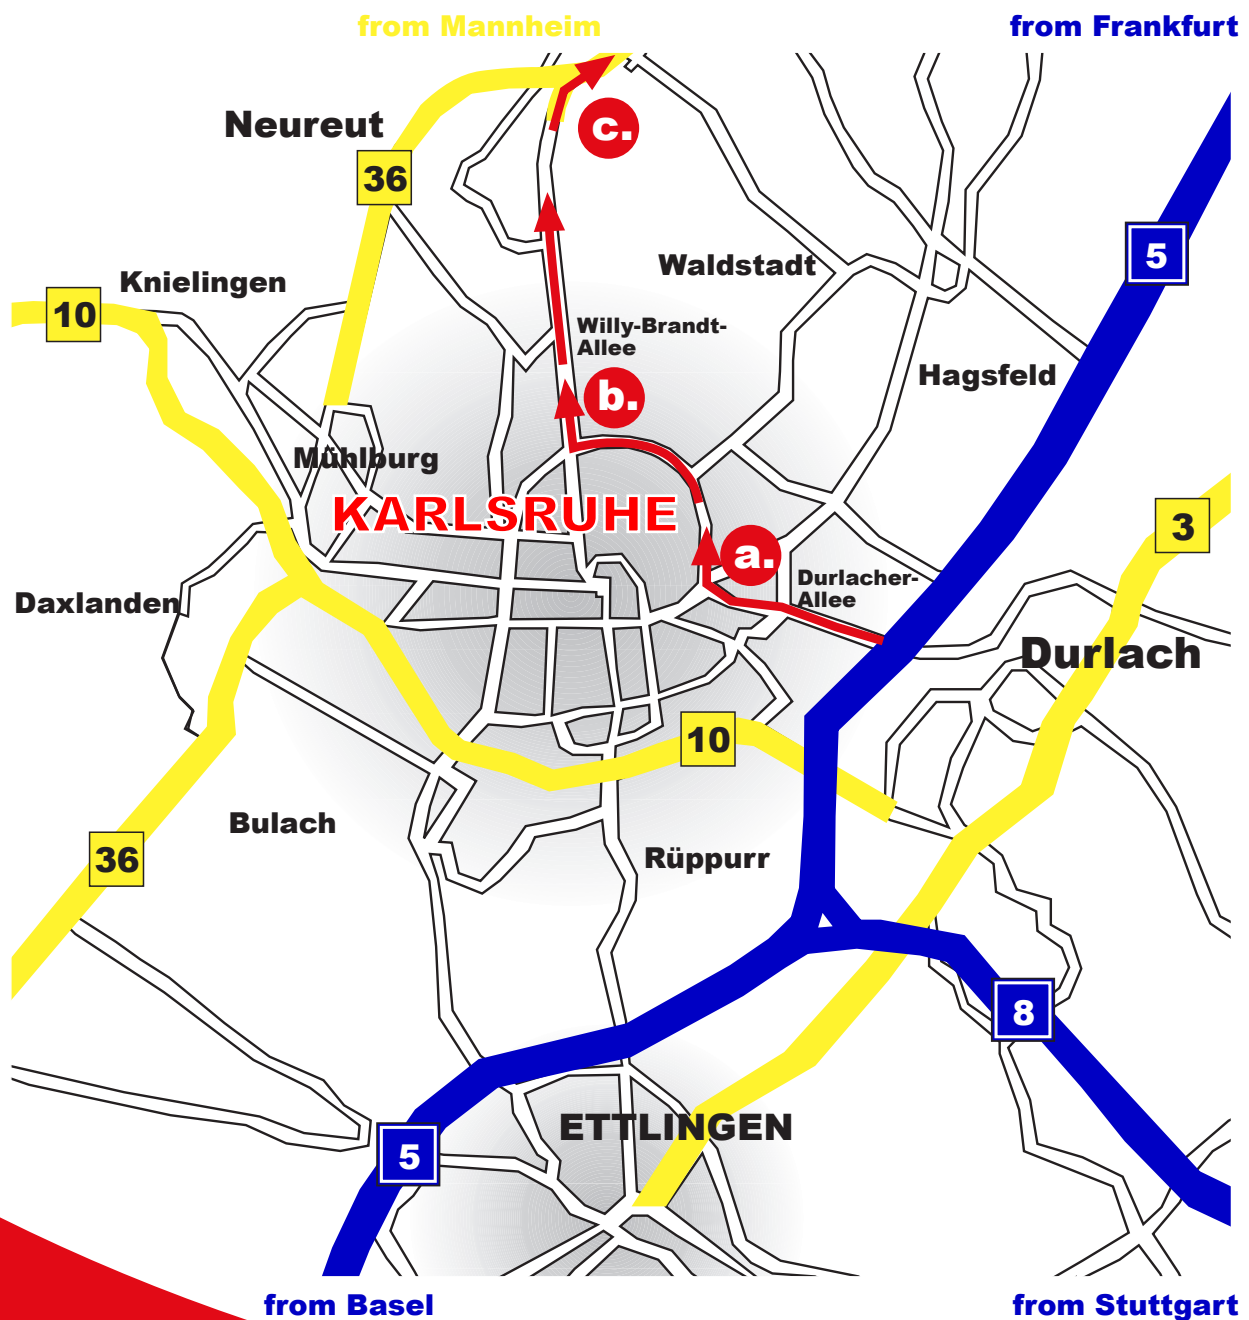 from Mannheim
from Frankfurt
Neureut
c.
36
5
Waldstadt
Knielingen
10
Willy-Brandt-
Allee
Hagsfeld
b.
Mühlburg
KARLSRUHE
3
a.
Durlacher-
Allee
Daxlanden
Durlach
10
Bulach
36
Rüppurr
8
ETTLINGEN
5
from Basel
from Stuttgart